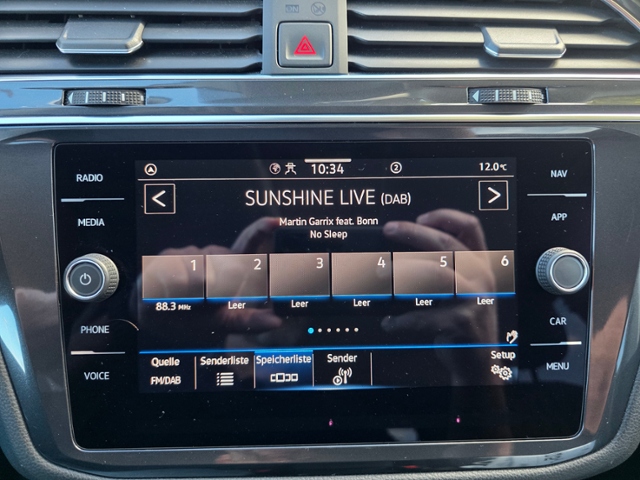 RADIO
MEDIA
PHONE
VOICE
10:34
2
12.0°C
< SUNSHINE LIVE (DAB) >
Martin Garrix feat. Bonn
No Sleep
1 2 3 4 5 6
88.3 MHz Leer Leer Leer Leer Leer
Quelle Senderliste Speicherliste Sender Setup
FM/DAB
NAV
APP
CAR
MENU